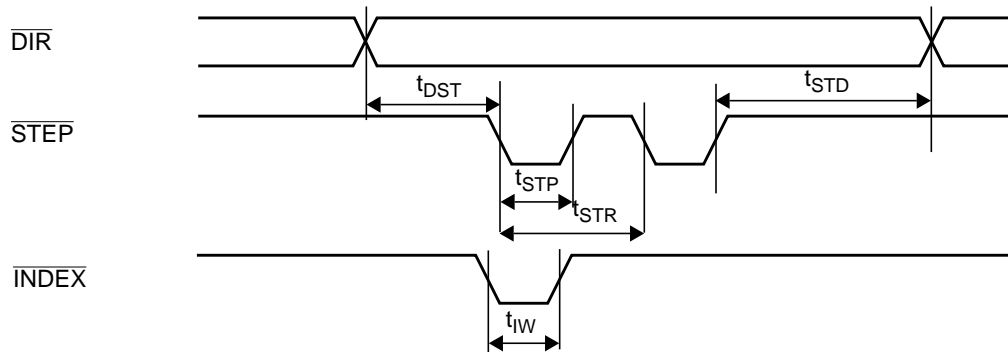 DIR
tDST
tSTD
STEP
tSTP
tSTR
INDEX
tIW